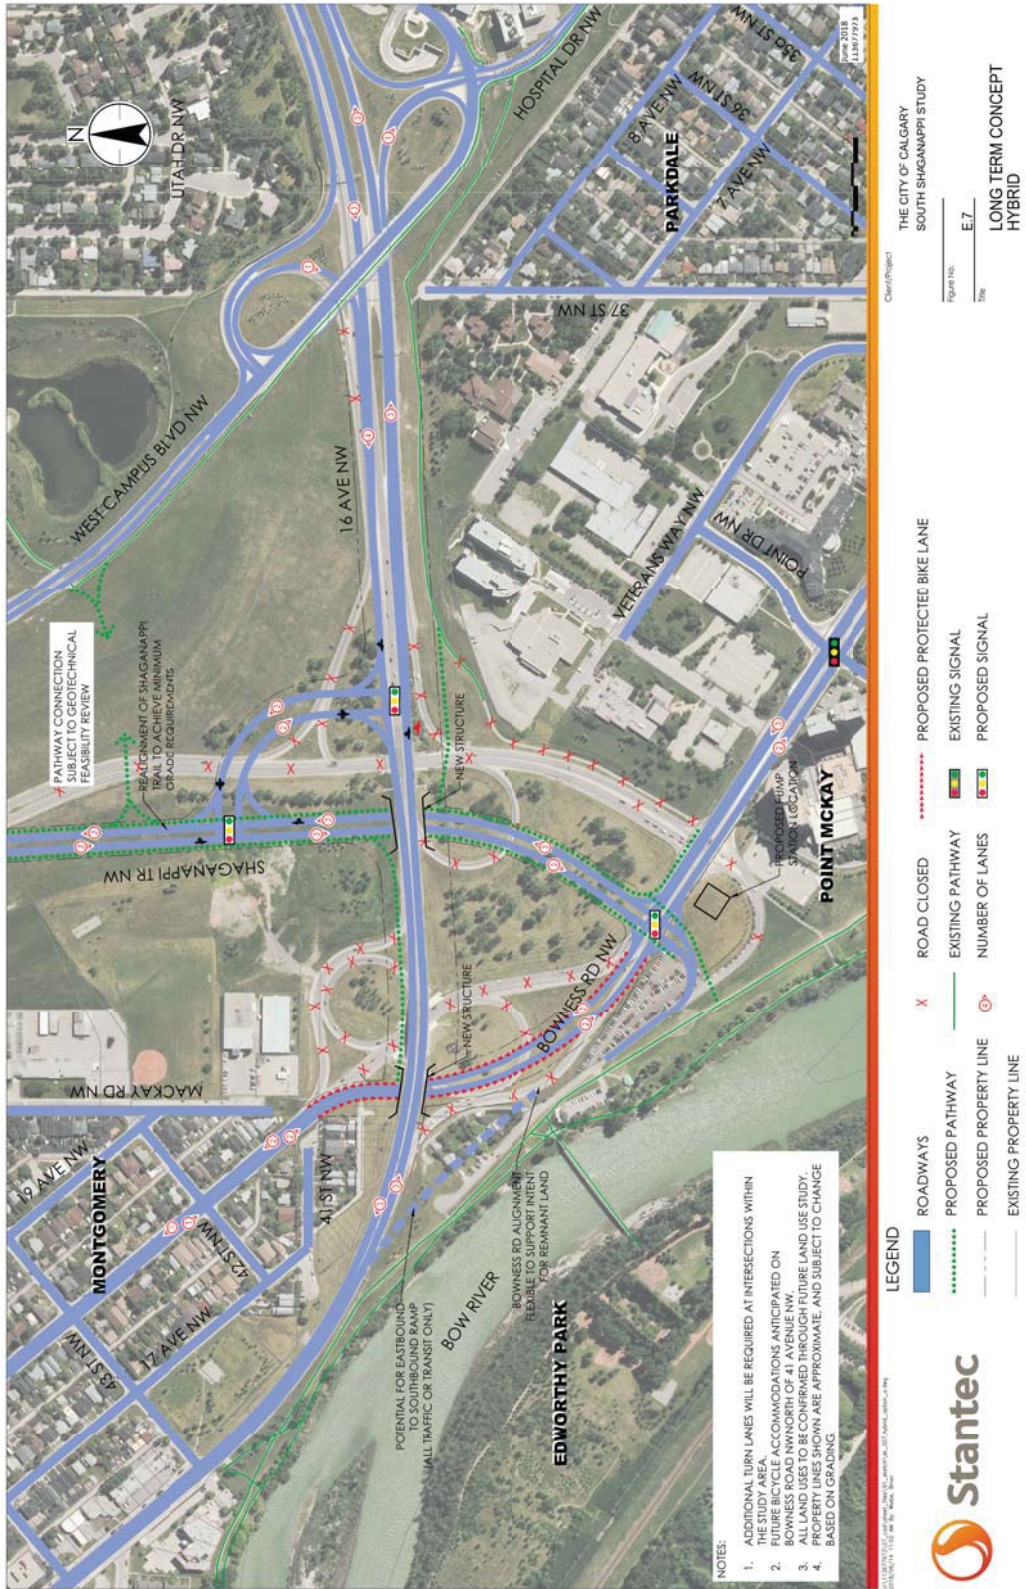 N
UTAH DR NW
HOSPITAL DR NW
35a ST NW
36 ST NW
8 AVE NW
7 AVE NW
PARKDALE
37 ST NW
WEST CAMPUS BLVD NW
16 AVE NW
VETERANS WAY NW
POINT DR NW
POINT MCKAY
PATHWAY CONNECTION
SUBJECT TO GEOTECHNICAL
FEASIBILITY REVIEW
REALIGNMENT OF SHAGANAPPI
TRAIL TO ACHIEVE MINIMUM
GRADE REQUIREMENTS
SHAGANAPPI TR NW
NEW STRUCTURE
PROPOSED PUMP
STATION LOCATION
BOWNESS RD NW
NEW STRUCTURE
MACKAY RD NW
19 AVE NW
MONTGOMERY
41 ST NW
42 ST NW
17 AVE NW
43 ST NW
POTENTIAL FOR EASTBOUND
TO SOUTHBOUND RAMP
(ALL TRAFFIC OR TRANSIT ONLY)
BOWNESS RD ALIGNMENT
FLEXIBLE TO SUPPORT INTENT
FOR REMNANT LAND
BOW RIVER
EDWORTHY PARK
NOTES:
1. ADDITIONAL TURN LANES WILL BE REQUIRED AT INTERSECTIONS WITHIN
THE STUDY AREA.
2. FUTURE BICYCLE ACCOMMODATIONS ANTICIPATED ON
BOWNESS ROAD NWNORTH OF 41 AVENUE NW.
3. ALL LAND USES TO BE CONFIRMED THROUGH FUTURE LAND USE STUDY.
4. PROPERTY LINES SHOWN ARE APPROXIMATE, AND SUBJECT TO CHANGE
BASED ON GRADING.
June 2018
113677973
Stantec
LEGEND
ROADWAYS
PROPOSED PATHWAY
PROPOSED PROPERTY LINE
EXISTING PROPERTY LINE
ROAD CLOSED
EXISTING PATHWAY
NUMBER OF LANES
PROPOSED PROTECTED BIKE LANE
EXISTING SIGNAL
PROPOSED SIGNAL
Client/Project
THE CITY OF CALGARY
SOUTH SHAGANAPPI STUDY
Figure No.
E.7
Title
LONG TERM CONCEPT
HYBRID